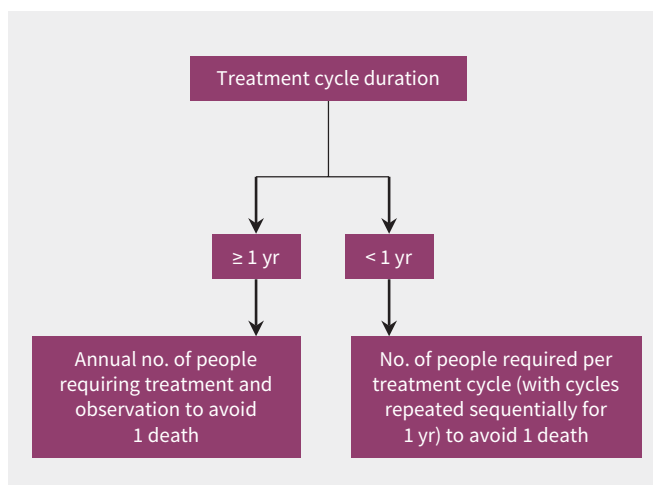 Treatment cycle duration
≥ 1 yr
< 1 yr
Annual no. of people
requiring treatment and
observation to avoid
1 death
No. of people required per
treatment cycle (with cycles
repeated sequentially for
1 yr) to avoid 1 death